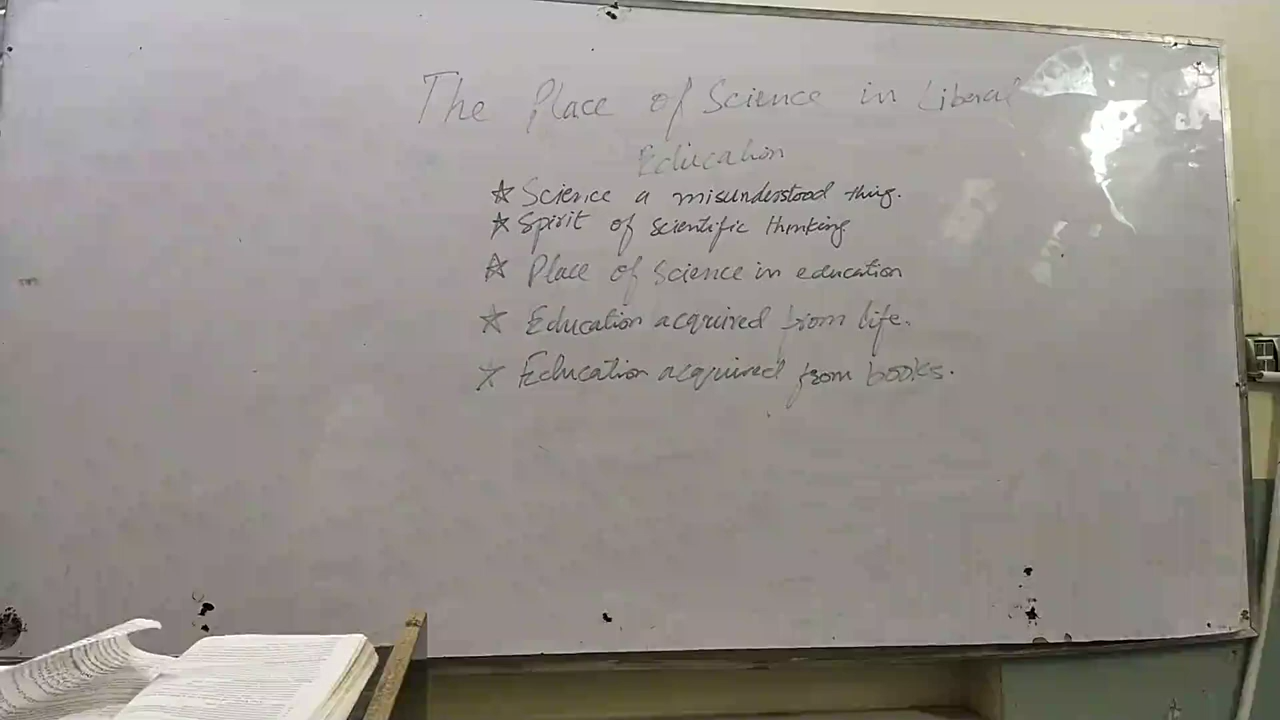 The Place of Science in Liberal
Education
☆ Science a misunderstood thing.
☆ Spirit of scientific thinking
☆ Place of Science in education
☆ Education acquired from life.
☆ Education acquired from books.